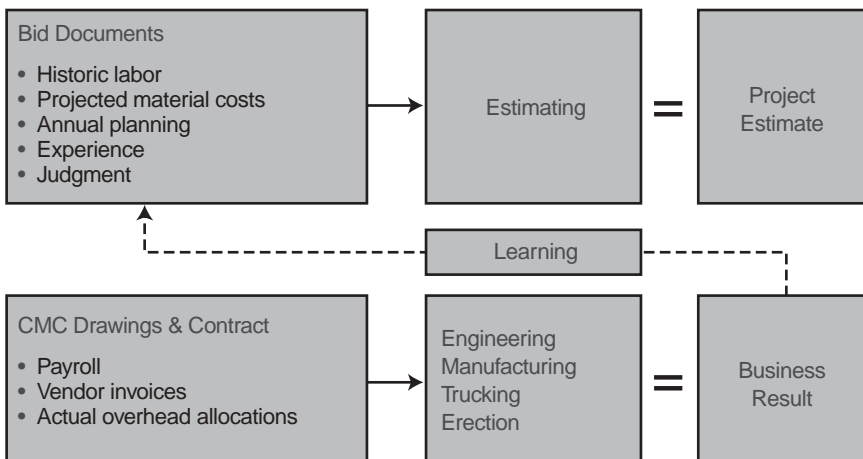 Bid Documents
• Historic labor
• Projected material costs
• Annual planning
• Experience
• Judgment
Estimating
=
Project
Estimate
Learning
CMC Drawings & Contract
• Payroll
• Vendor invoices
• Actual overhead allocations
Engineering
Manufacturing
Trucking
Erection
=
Business
Result